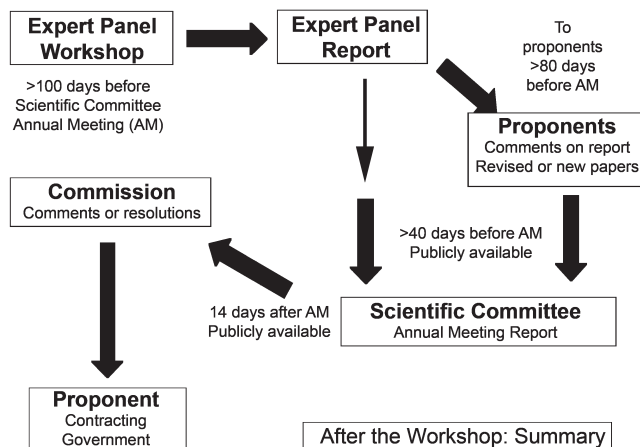 Expert Panel
Workshop
>100 days before
Scientific Committee
Annual Meeting (AM)
Expert Panel
Report
To
proponents
>80 days
before AM
Proponents
Comments on report
Revised or new papers
Commission
Comments or resolutions
>40 days before AM
Publicly available
14 days after AM
Publicly available
Scientific Committee
Annual Meeting Report
Proponent
Contracting
Government
After the Workshop: Summary